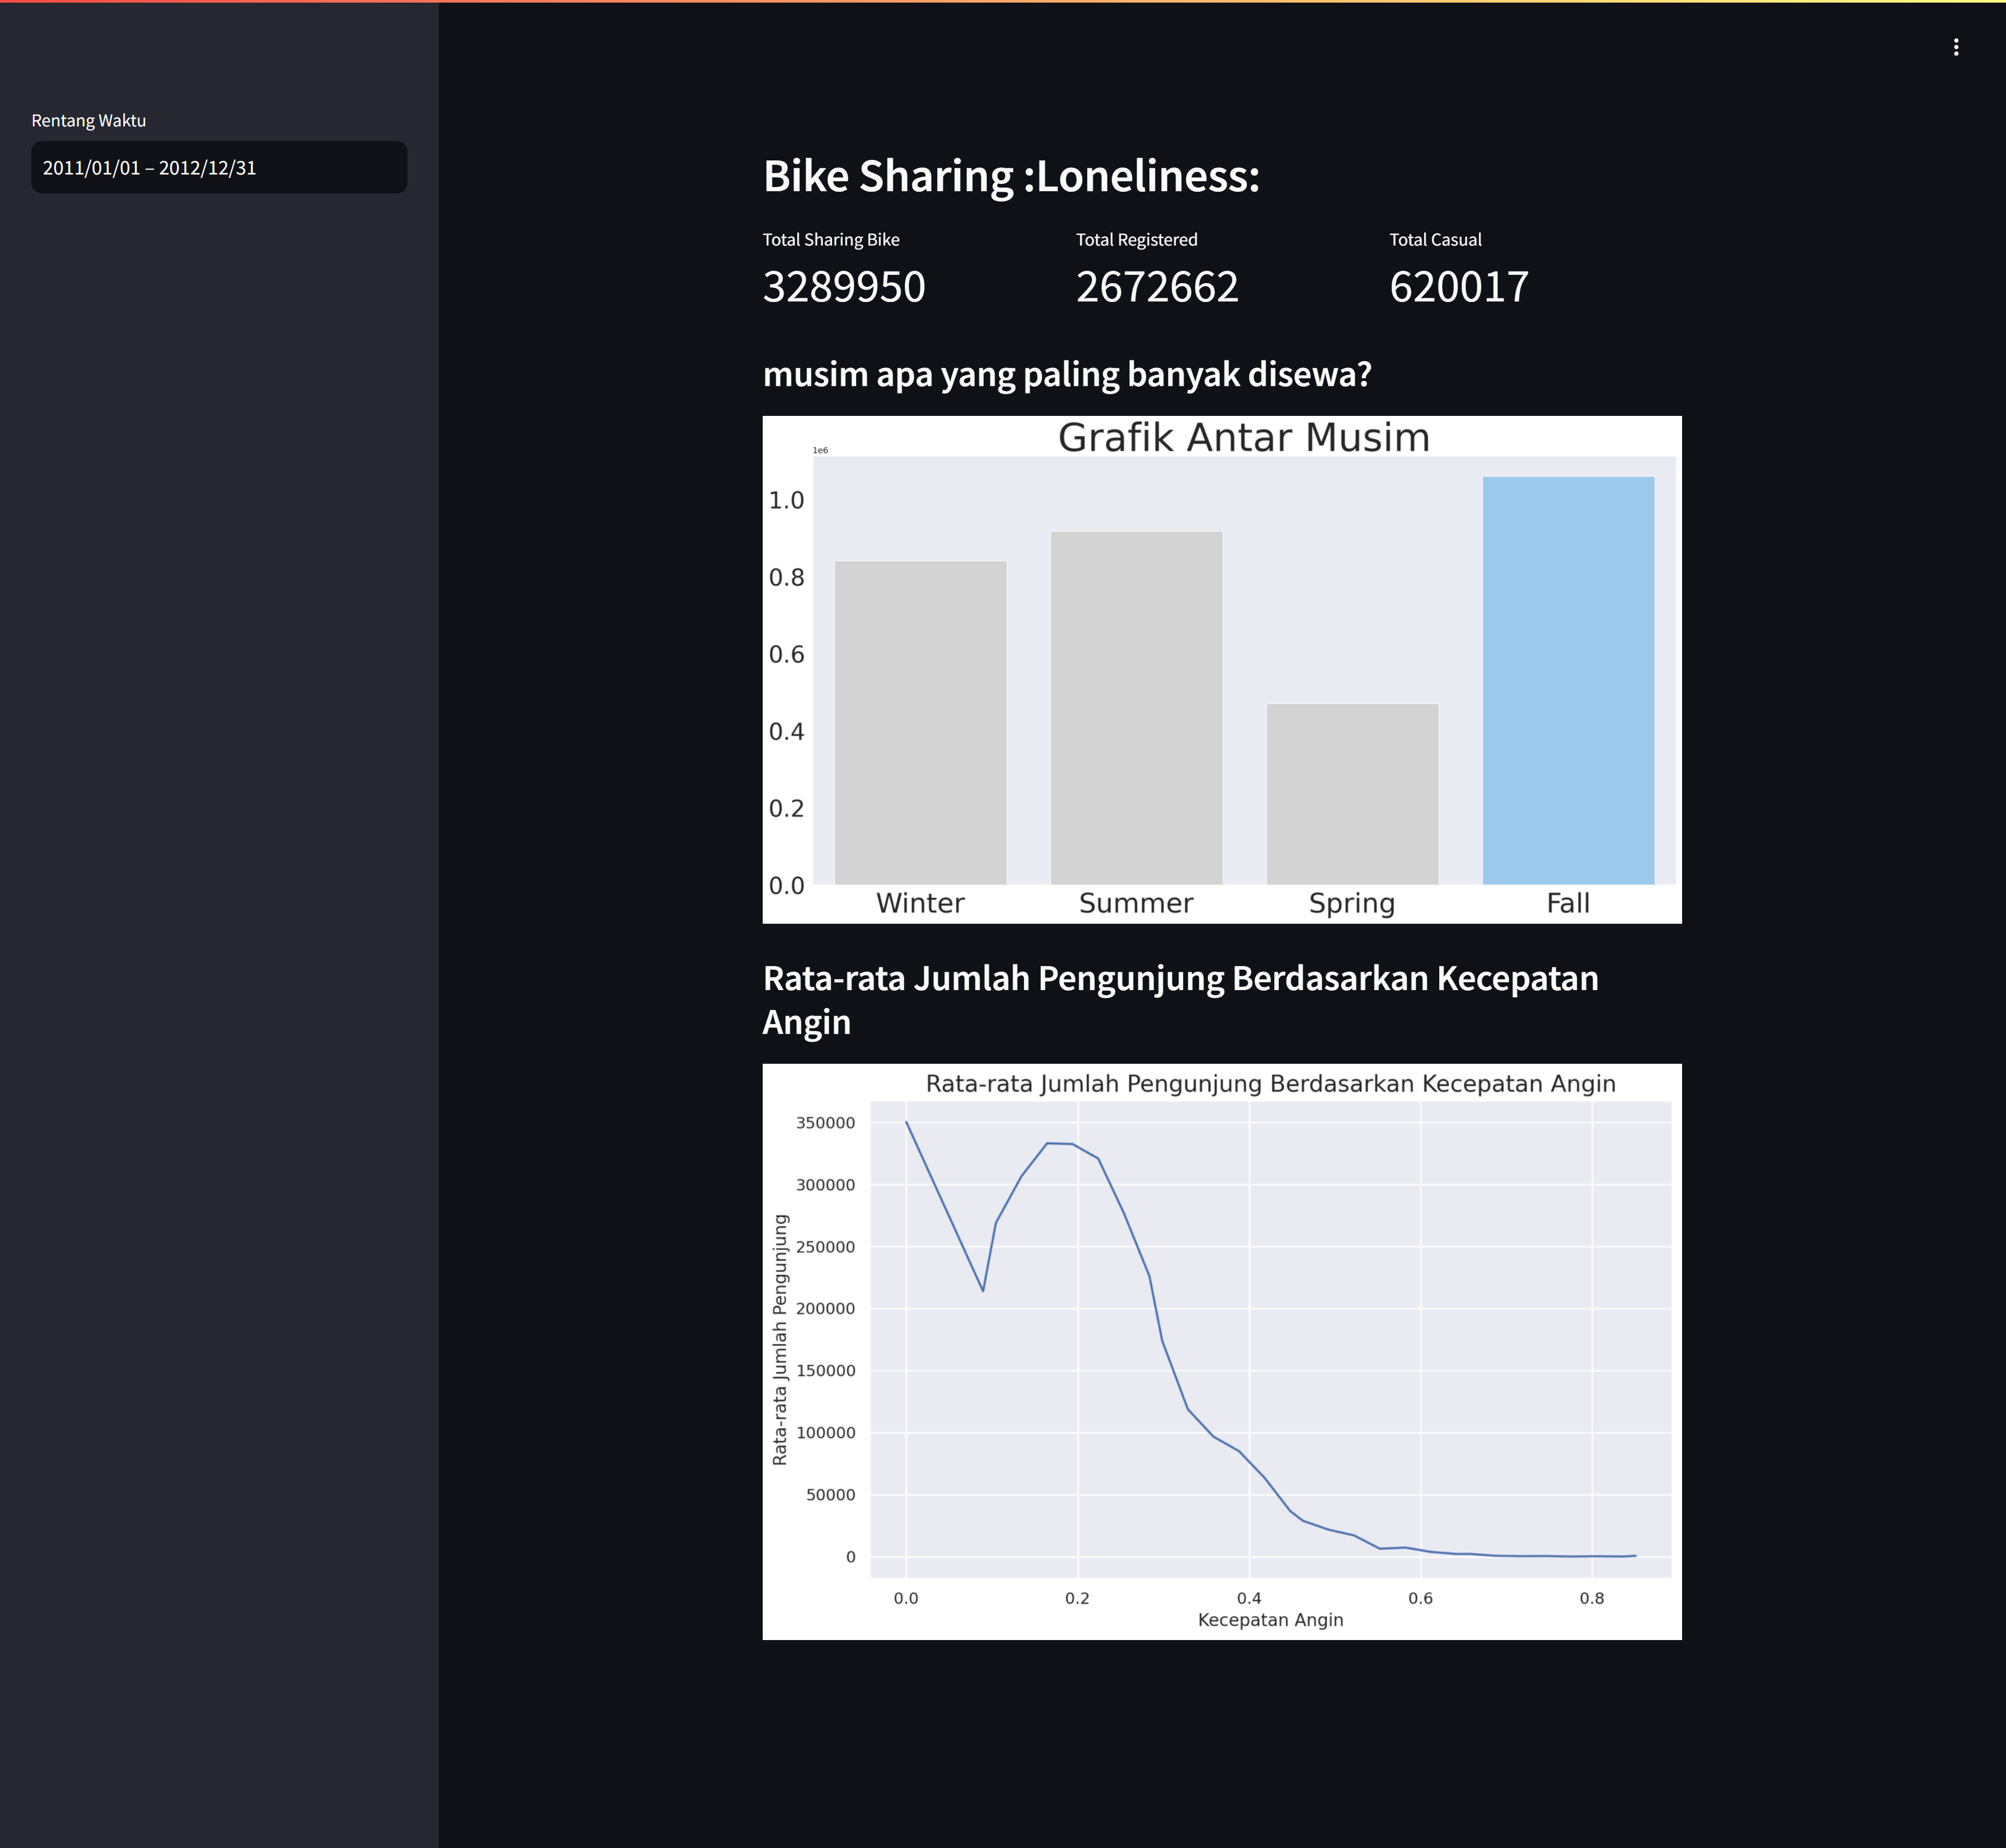 Rentang Waktu
2011/01/01 – 2012/12/31
Bike Sharing :Loneliness:
Total Sharing Bike
3289950
Total Registered
2672662
Total Casual
620017
musim apa yang paling banyak disewa?
Grafik Antar Musim
1e6
1.0
0.8
0.6
0.4
0.2
0.0
Winter Summer Spring Fall
Rata-rata Jumlah Pengunjung Berdasarkan Kecepatan
Angin
Rata-rata Jumlah Pengunjung Berdasarkan Kecepatan Angin
Rata-rata Jumlah Pengunjung
350000
300000
250000
200000
150000
100000
50000
0
0.0 0.2 0.4 0.6 0.8
Kecepatan Angin